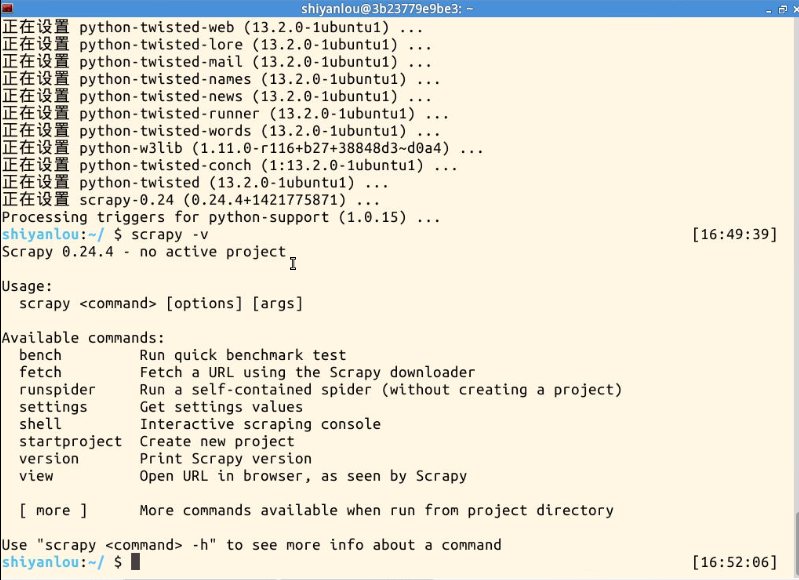 shiyanlou@3b23779e9be3: ~
正在设置 python-twisted-web (13.2.0-1ubuntu1) ...
正在设置 python-twisted-lore (13.2.0-1ubuntu1) ...
正在设置 python-twisted-mail (13.2.0-1ubuntu1) ...
正在设置 python-twisted-names (13.2.0-1ubuntu1) ...
正在设置 python-twisted-news (13.2.0-1ubuntu1) ...
正在设置 python-twisted-runner (13.2.0-1ubuntu1) ...
正在设置 python-twisted-words (13.2.0-1ubuntu1) ...
正在设置 python-w3lib (1.11.0-r116+b27+38848d3~d0a4) ...
正在设置 python-twisted-conch (1:13.2.0-1ubuntu1) ...
正在设置 python-twisted (13.2.0-1ubuntu1) ...
正在设置 scrapy-0.24 (0.24.4+1421775871) ...
Processing triggers for python-support (1.0.15) ...
shiyanlou:~/ $ scrapy -v [16:49:39]
Scrapy 0.24.4 - no active project
Usage:
scrapy <command> [options] [args]
Available commands:
bench Run quick benchmark test
fetch Fetch a URL using the Scrapy downloader
runspider Run a self-contained spider (without creating a project)
settings Get settings values
shell Interactive scraping console
startproject Create new project
version Print Scrapy version
view Open URL in browser, as seen by Scrapy
[ more ] More commands available when run from project directory
Use "scrapy <command> -h" to see more info about a command
shiyanlou:~/ $ [16:52:06]